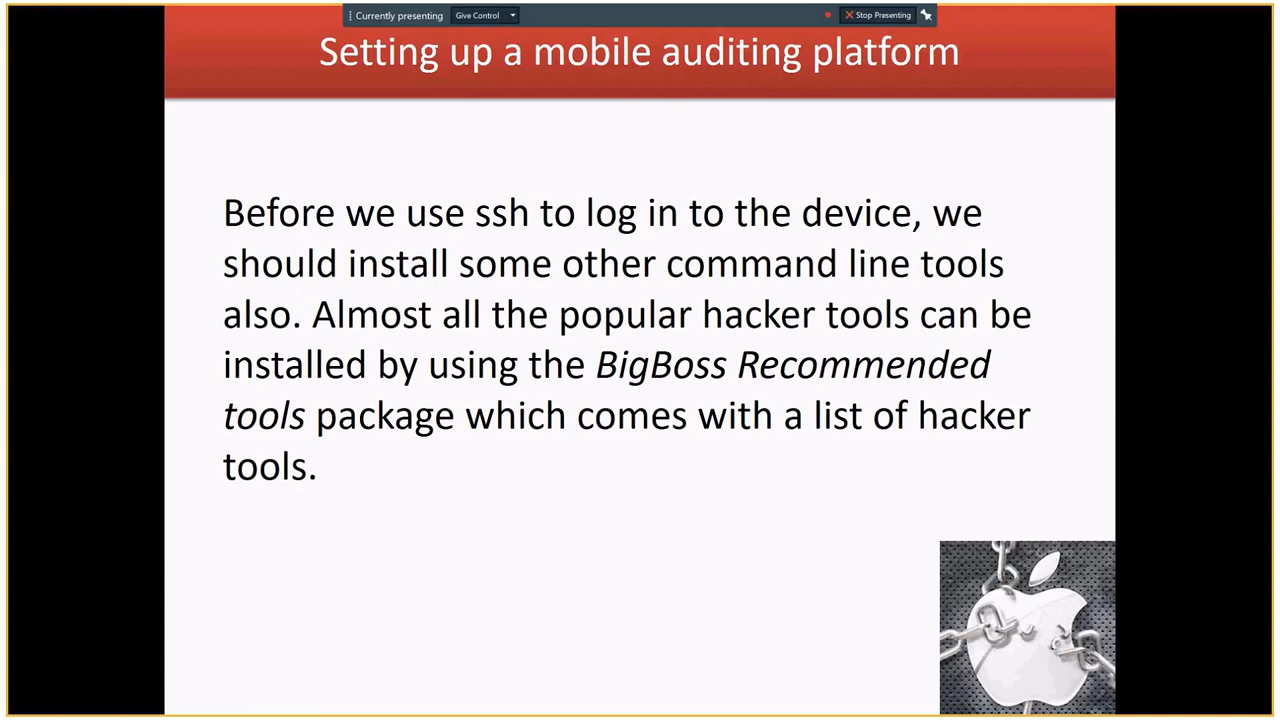 Currently presenting Give Control Stop Presenting
Setting up a mobile auditing platform
Before we use ssh to log in to the device, we
should install some other command line tools
also. Almost all the popular hacker tools can be
installed by using the BigBoss Recommended
tools package which comes with a list of hacker
tools.